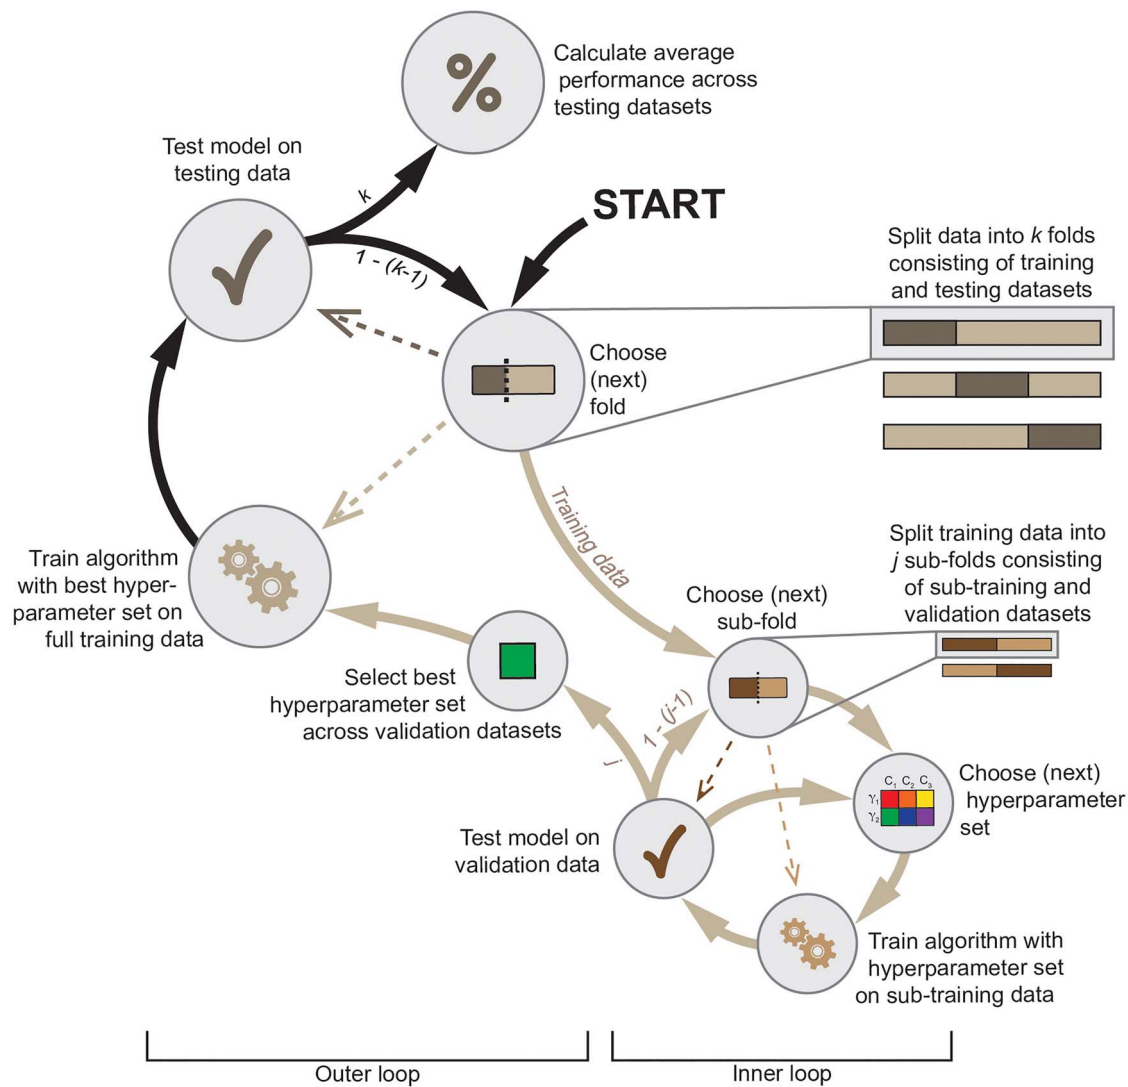 Calculate average
performance across
testing datasets
Test model on
testing data
k
START
1 - (k-1)
Split data into k folds
consisting of training
and testing datasets
Choose
(next)
fold
Training data
Split training data into
j sub-folds consisting
of sub-training and
validation datasets
Train algorithm
with best hyper-
parameter set on
full training data
Choose (next)
sub-fold
Select best
hyperparameter set
across validation datasets
j
1 - (j-1)
Choose (next)
hyperparameter
set
C1 C2 C3
γ1
γ2
Test model on
validation data
Train algorithm with
hyperparameter set
on sub-training data
Outer loop
Inner loop